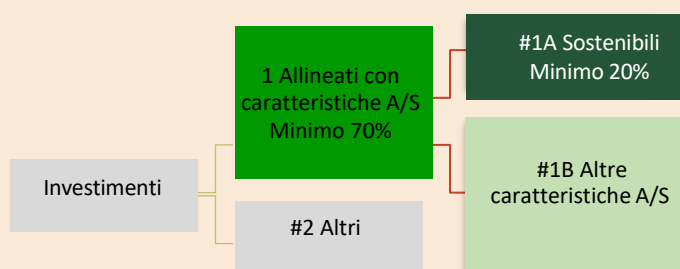 Investimenti
1 Allineati con
caratteristiche A/S
Minimo 70%
#2 Altri
#1A Sostenibili
Minimo 20%
#1B Altre
caratteristiche A/S